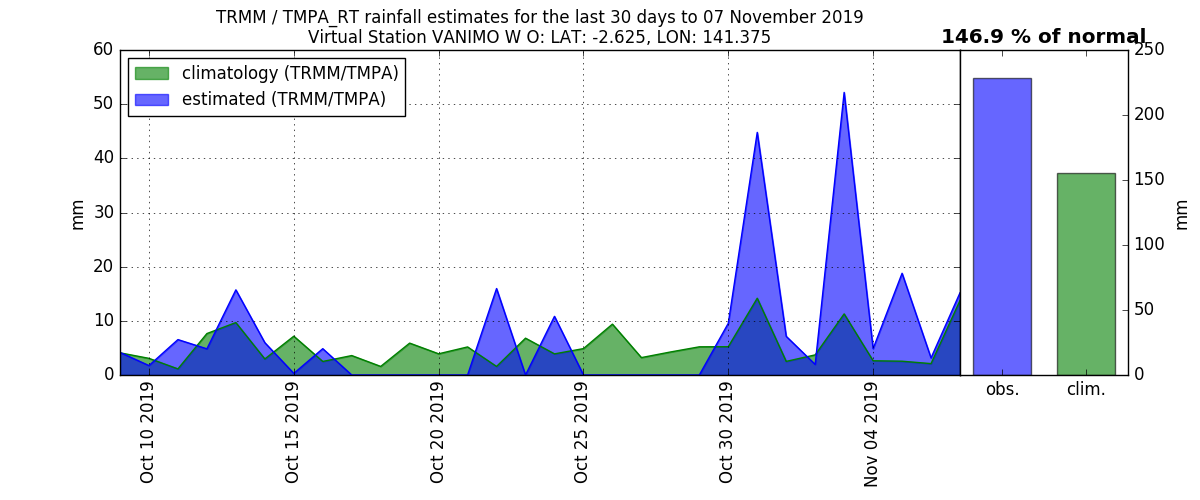 TRMM / TMPA_RT rainfall estimates for the last 30 days to 07 November 2019
Virtual Station VANIMO W O: LAT: -2.625, LON: 141.375
146.9 % of normal
climatology (TRMM/TMPA)
estimated (TRMM/TMPA)
60
50
40
30
20
10
0
mm
Oct 10 2019
Oct 15 2019
Oct 20 2019
Oct 25 2019
Oct 30 2019
Nov 04 2019
obs.
clim.
250
200
150
100
50
0
mm